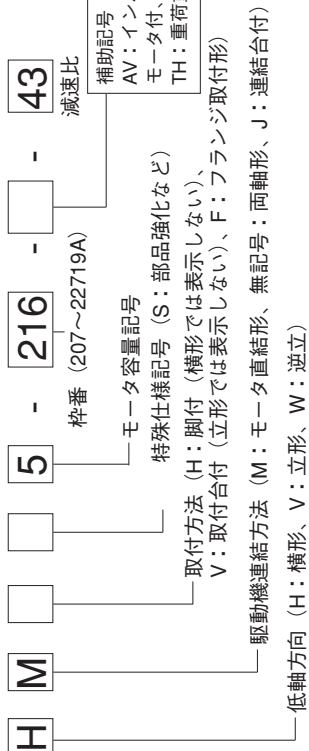 H M □ □ 5 - 216 - □ - 43
減速比
枠番 (207～22719A)
補助記号
AV：イン
モータ付、
TH：重荷
モータ容量記号
特殊仕様記号 (S：部品強化など)
取付方法 (H：脚付 (横形では表示しない)、
V：取付台付 (立形では表示しない)、F：フランジ取付形)
駆動機連結方法 (M：モータ直結形、無記号：両軸形、J：連結台付)
低軸方向 (H：横形、V：立形、W：逆立)